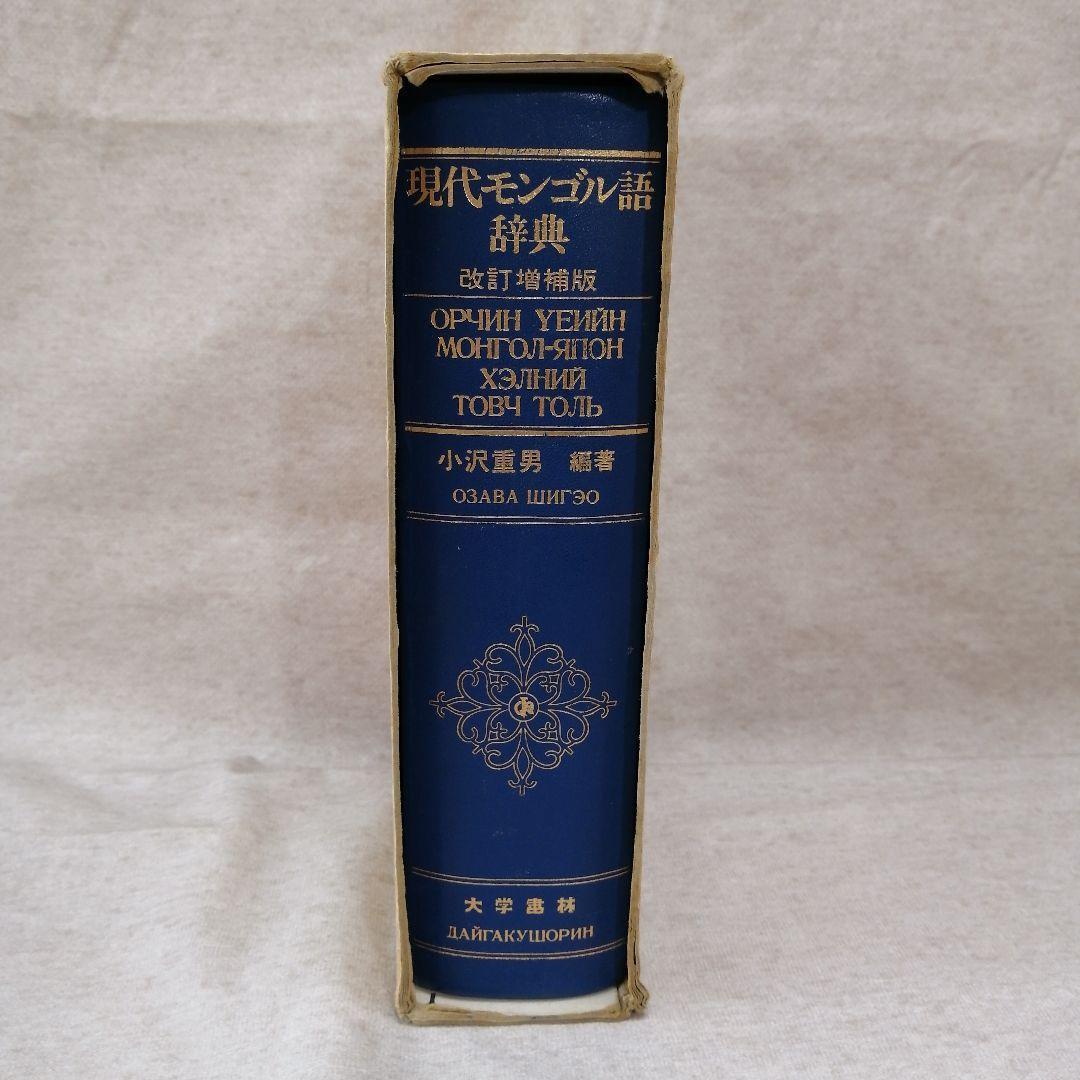 現代モンゴル語
辞典
改訂増補版
ОРЧИН ҮЕИЙН
МОНГОЛ-ЯПОН
ХЭЛНИЙ
ТОВЧ ТОЛЬ
小沢重男 編著
ОЗАВА ШИГЭО
大学書林
ДАЙГАКУШОРИН